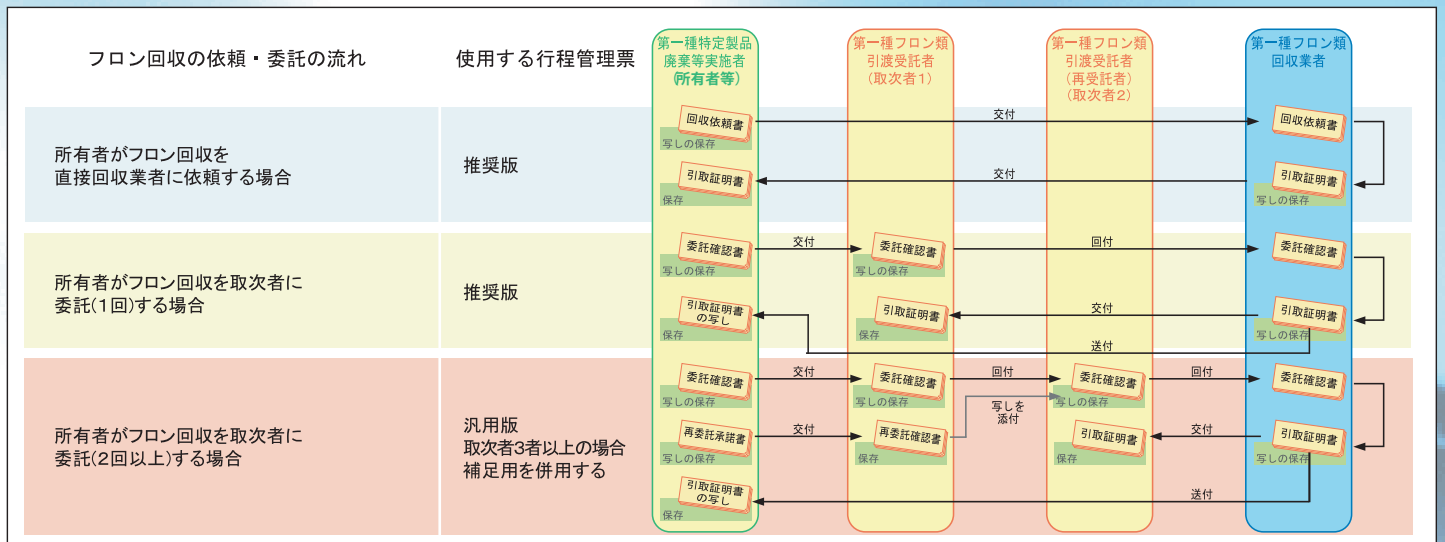 フロン回収の依頼・委託の流れ
使用する行程管理票
第一種特定製品
廃棄等実施者
(所有者等)
第一種フロン類
引渡受託者
(取次者1)
第一種フロン類
引渡受託者
(再受託者)
(取次者2)
第一種フロン類
回収業者
所有者がフロン回収を
直接回収業者に依頼する場合
推奨版
回収依頼書
写しの保存
交付
回収依頼書
引取証明書
保存
交付
引取証明書
写しの保存
所有者がフロン回収を取次者に
委託(1回)する場合
推奨版
委託確認書
写しの保存
交付
委託確認書
写しの保存
回付
委託確認書
引取証明書
の写し
保存
引取証明書
保存
交付
引取証明書
写しの保存
送付
所有者がフロン回収を取次者に
委託(2回以上)する場合
汎用版
取次者3者以上の場合
補足用を併用する
委託確認書
写しの保存
交付
委託確認書
写しの保存
回付
委託確認書
写しの保存
回付
委託確認書
再委託承諾書
写しの保存
交付
再委託確認書
保存
写しを
添付
引取証明書
保存
交付
引取証明書
写しの保存
引取証明書
の写し
保存
送付